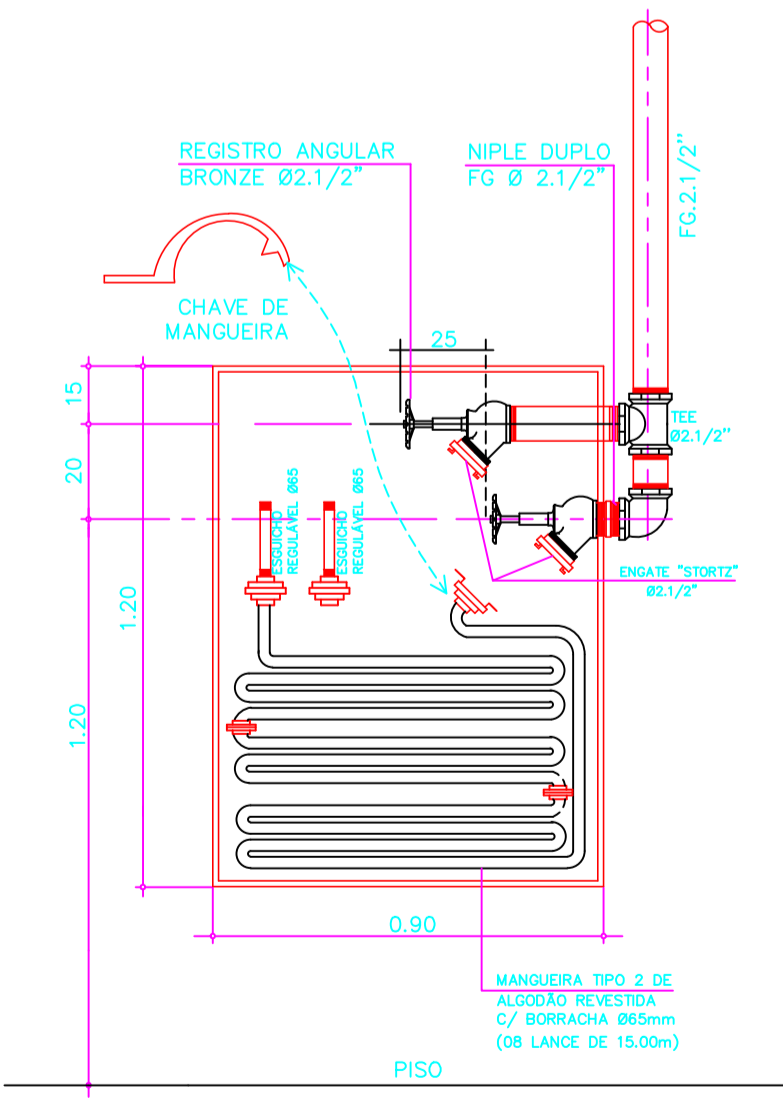 REGISTRO ANGULAR
BRONZE Ø2.1/2"
NIPLE DUPLO
FG Ø 2.1/2"
FG.2.1/2"
CHAVE DE
MANGUEIRA
25
15
20
TEE
Ø2.1/2"
ESGUICHO
REGULÁVEL Ø65
ESGUICHO
REGULÁVEL Ø65
ENGATE "STORTZ"
Ø2.1/2"
1.20
1.20
0.90
MANGUEIRA TIPO 2 DE
ALGODÃO REVESTIDA
C/ BORRACHA Ø65mm
(08 LANCE DE 15.00m)
PISO